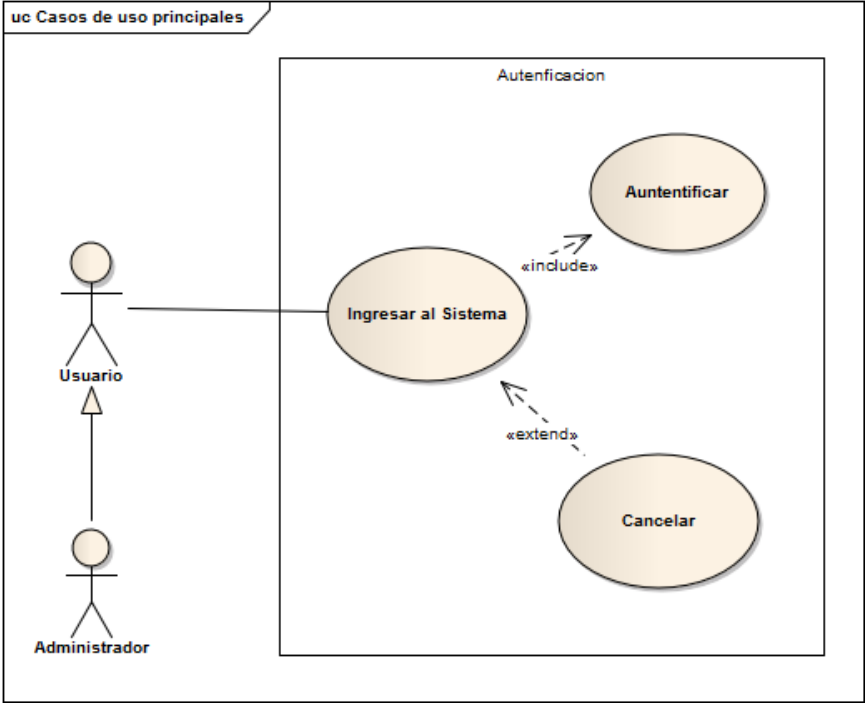 uc Casos de uso principales
Autenficacion
Auntentificar
«include»
Ingresar al Sistema
Usuario
«extend»
Cancelar
Administrador